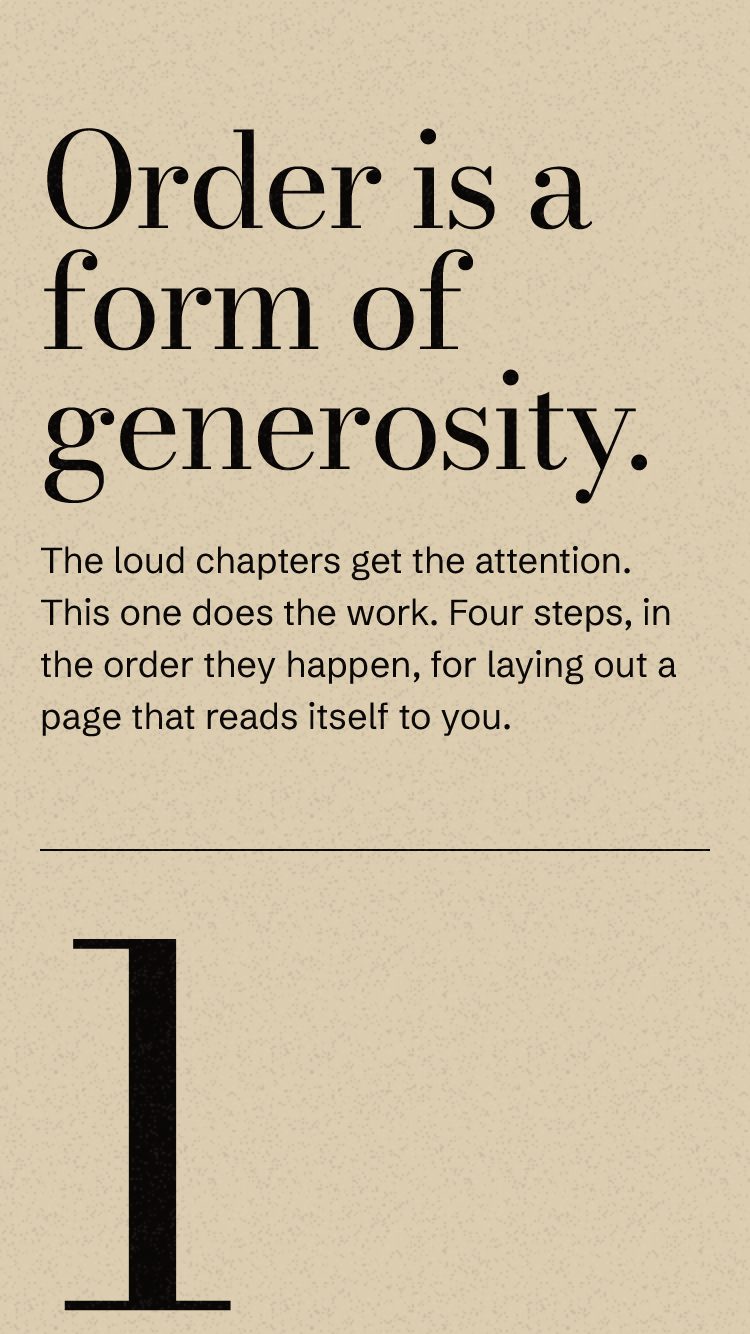 Order is a
form of
generosity.
The loud chapters get the attention.
This one does the work. Four steps, in
the order they happen, for laying out a
page that reads itself to you.
1